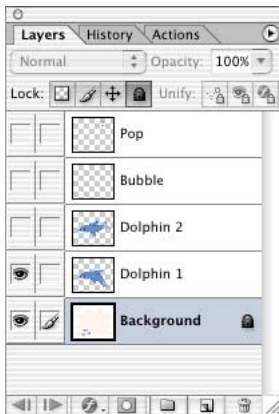 Layers History Actions
Normal Opacity: 100%
Lock: Unify:
Pop
Bubble
Dolphin 2
Dolphin 1
Background